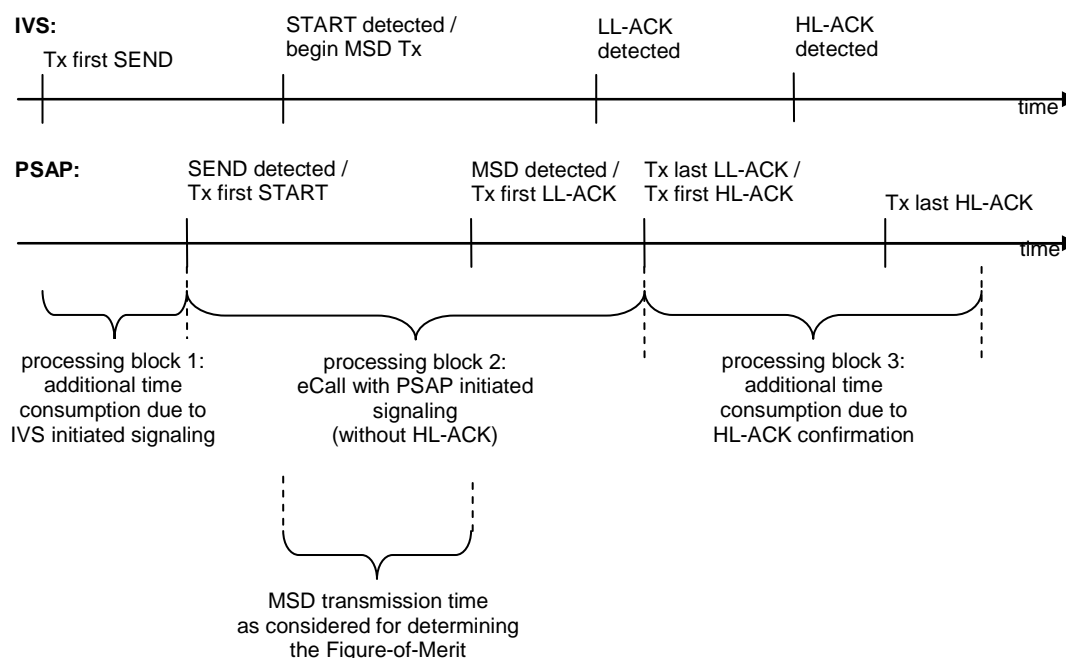 IVS:
Tx first SEND
START detected /
begin MSD Tx
LL-ACK
detected
HL-ACK
detected
time
PSAP:
SEND detected /
Tx first START
MSD detected /
Tx first LL-ACK
Tx last LL-ACK /
Tx first HL-ACK
Tx last HL-ACK
time
processing block 1:
additional time
consumption due to
IVS initiated signaling
processing block 2:
eCall with PSAP initiated
signaling
(without HL-ACK)
processing block 3:
additional time
consumption due to
HL-ACK confirmation
MSD transmission time
as considered for determining
the Figure-of-Merit